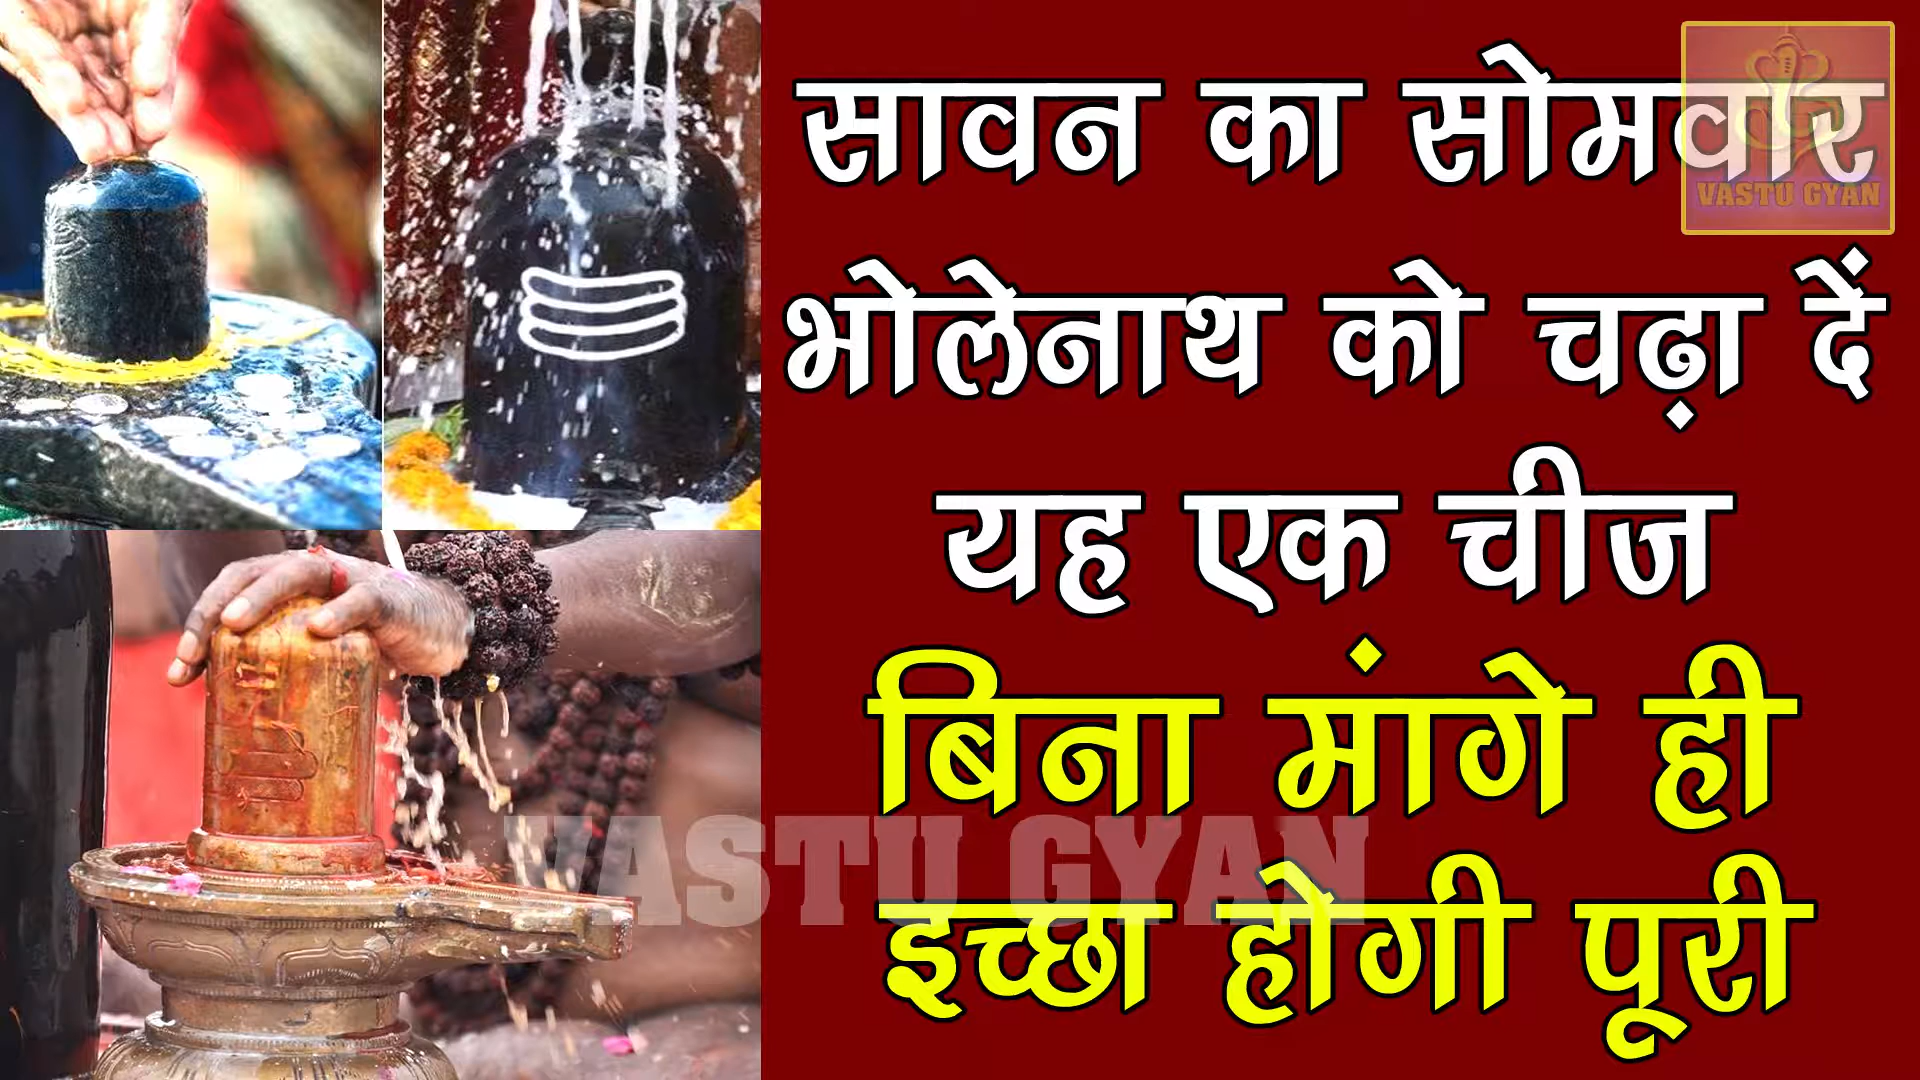 सावन का सोमवार
VASTU GYAN
भोलेनाथ को चढ़ा दें
यह एक चीज
बिना मांगे ही
VASTU GYAN
इच्छा होगी पूरी